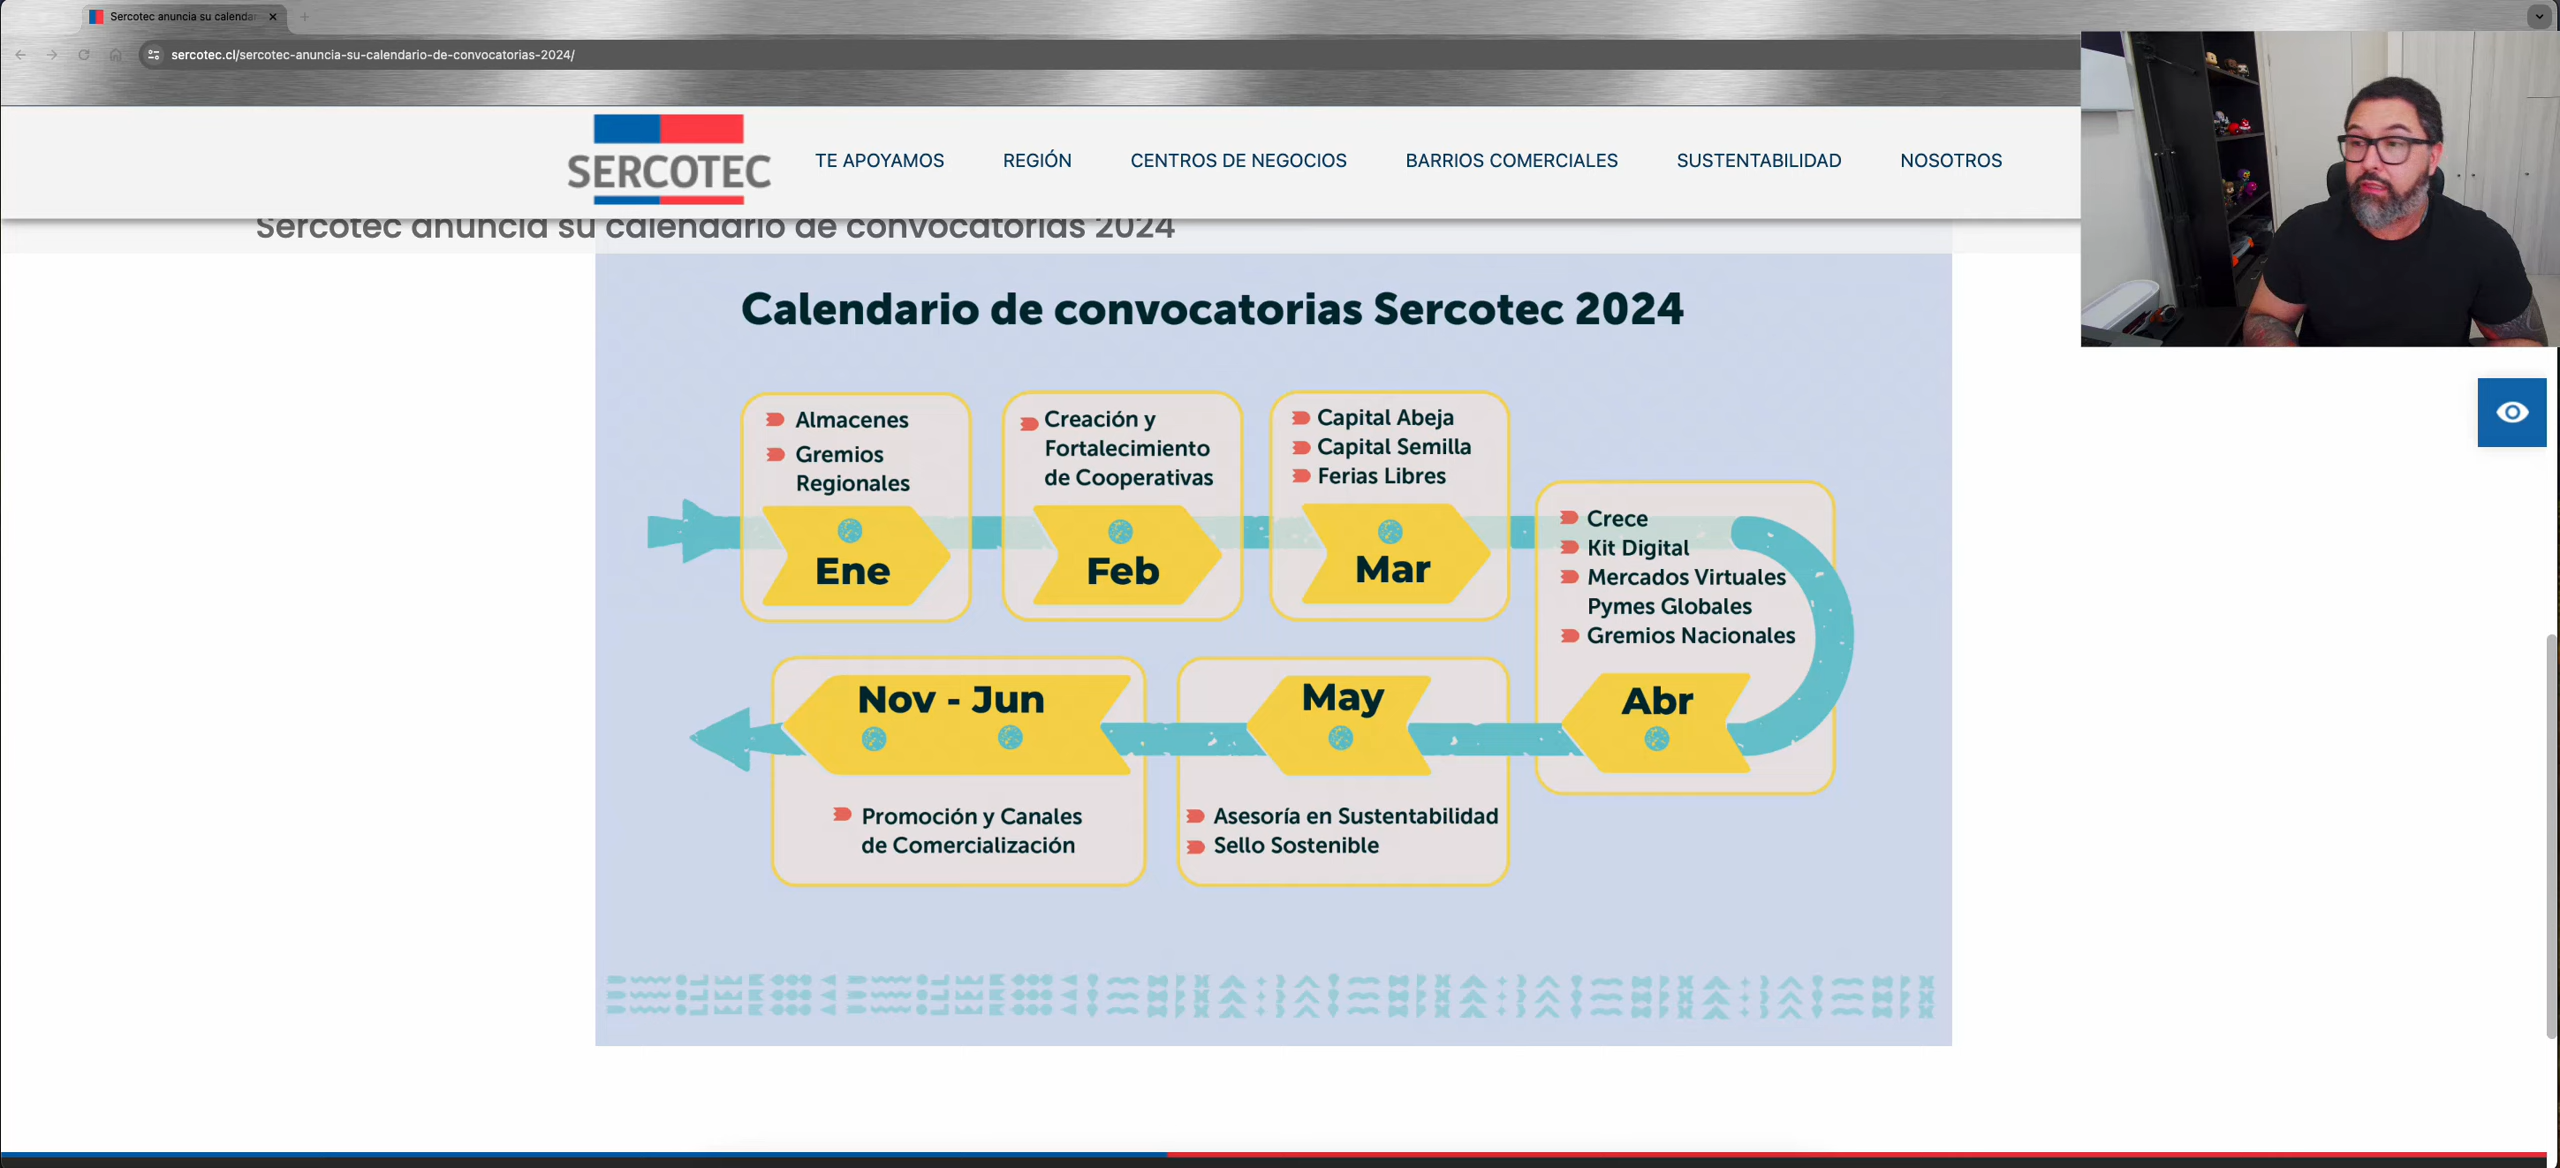 Sercotec anuncia su calenda
sercotec.cl/sercotec-anuncia-su-calendario-de-convocatorias-2024/
SERCOTEC
TE APOYAMOS
REGIÓN
CENTROS DE NEGOCIOS
BARRIOS COMERCIALES
SUSTENTABILIDAD
NOSOTROS
Sercotec anuncia su calendario de convocatorias 2024
Calendario de convocatorias Sercotec 2024
Almacenes
Gremios
Regionales
Ene
Creación y
Fortalecimiento
de Cooperativas
Feb
Capital Abeja
Capital Semilla
Ferias Libres
Mar
Crece
Kit Digital
Mercados Virtuales
Pymes Globales
Gremios Nacionales
Abr
May
Asesoría en Sustentabilidad
Sello Sostenible
Nov - Jun
Promoción y Canales
de Comercialización